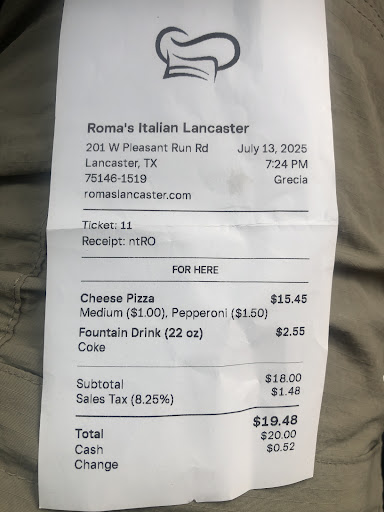 Roma's Italian Lancaster
201 W Pleasant Run Rd July 13, 2025
Lancaster, TX 7:24 PM
75146-1519 Grecia
romaslancaster.com
Ticket: 11
Receipt: ntRO
FOR HERE
Cheese Pizza $15.45
Medium ($1.00), Pepperoni ($1.50)
Fountain Drink (22 oz) $2.55
Coke
Subtotal $18.00
Sales Tax (8.25%) $1.48
Total $19.48
Cash $20.00
Change $0.52